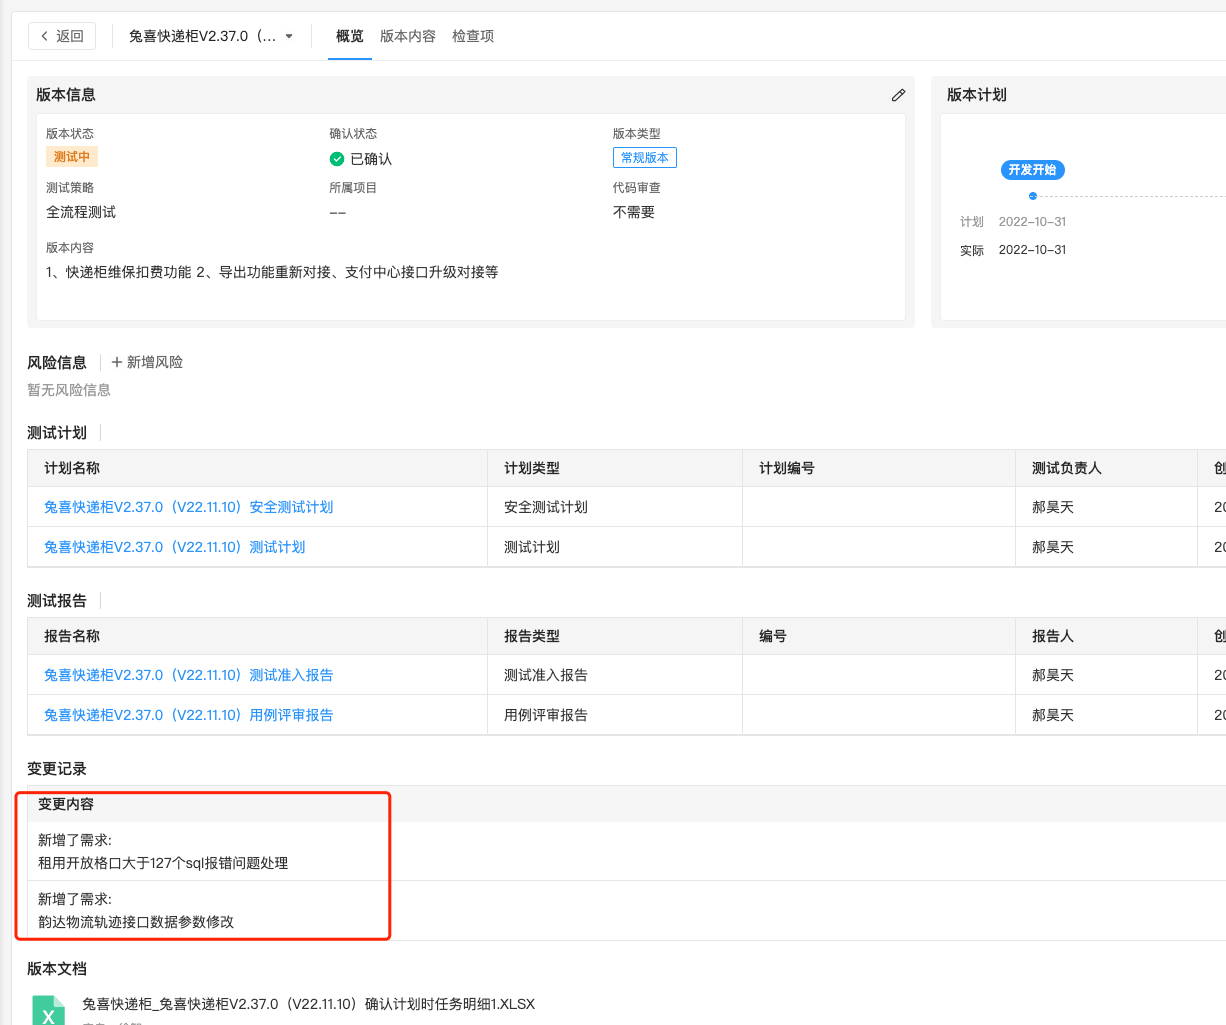 返回 兔喜快递柜V2.37.0（... 概览 版本内容 检查项
版本信息
版本状态 确认状态 版本类型
测试中 已确认 常规版本
测试策略 所属项目 代码审查
全流程测试 -- 不需要
版本内容
1、快递柜维保扣费功能 2、导出功能重新对接、支付中心接口升级对接等
版本计划
开发开始
计划 2022-10-31
实际 2022-10-31
风险信息 + 新增风险
暂无风险信息
测试计划
计划名称 计划类型 计划编号 测试负责人 创
兔喜快递柜V2.37.0（V22.11.10）安全测试计划 安全测试计划 郝昊天 20
兔喜快递柜V2.37.0（V22.11.10）测试计划 测试计划 郝昊天 20
测试报告
报告名称 报告类型 编号 报告人 创
兔喜快递柜V2.37.0（V22.11.10）测试准入报告 测试准入报告 郝昊天 20
兔喜快递柜V2.37.0（V22.11.10）用例评审报告 用例评审报告 郝昊天 20
变更记录
变更内容
新增了需求:
租用开放格口大于127个sql报错问题处理
新增了需求:
韵达物流轨迹接口数据参数修改
版本文档
X 兔喜快递柜_兔喜快递柜V2.37.0（V22.11.10）确认计划时任务明细1.XLSX